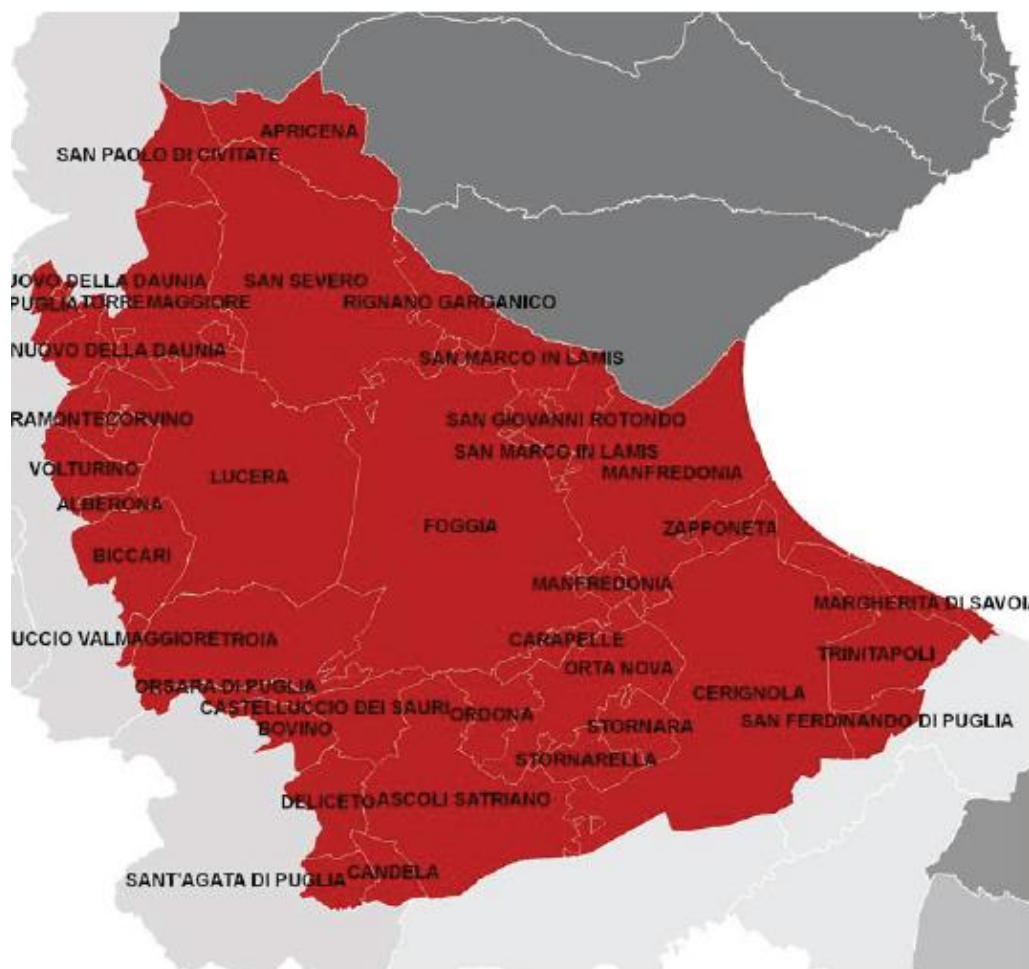 APRICENA
SAN PAOLO DI CIVITATE
UOVO DELLA DAUNIA
SAN SEVERO
PUGLIA
TORREMAGGIORE
RIGNANO GARGANICO
NUOVO DELLA DAUNIA
SAN MARCO IN LAMIS
RAMONTECORVINO
SAN GIOVANNI ROTONDO
SAN MARCO IN LAMIS
VOLTURINO
LUCERA
MANFREDONIA
ALBERONA
FOGGIA
ZAPPONETA
BICCARI
MANFREDONIA
MARGHERITA DI SAVOIA
UCCIO VALMAGGIORE
TROIA
CARAPELLE
TRINITAPOLI
ORTA NOVA
ORSARA DI PUGLIA
CERIGNOLA
CASTELLUCCIO DEI SAURI
ORDONA
SAN FERDINANDO DI PUGLIA
BOVINO
STORNARA
STORNARELLA
DELICETO
ASCOLI SATRIANO
CANDELA
SANT'AGATA DI PUGLIA